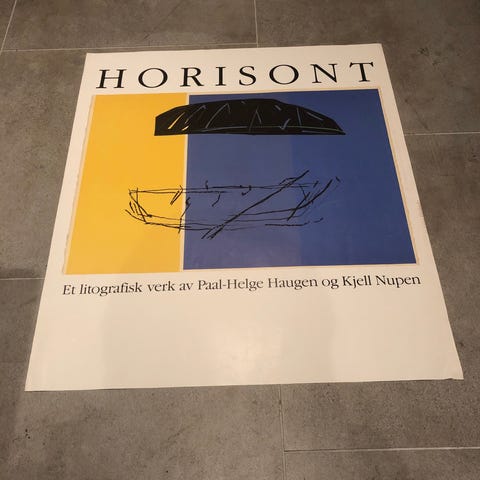 HORISONT
Et litografisk verk av Paal-Helge Haugen og Kjell Nupen